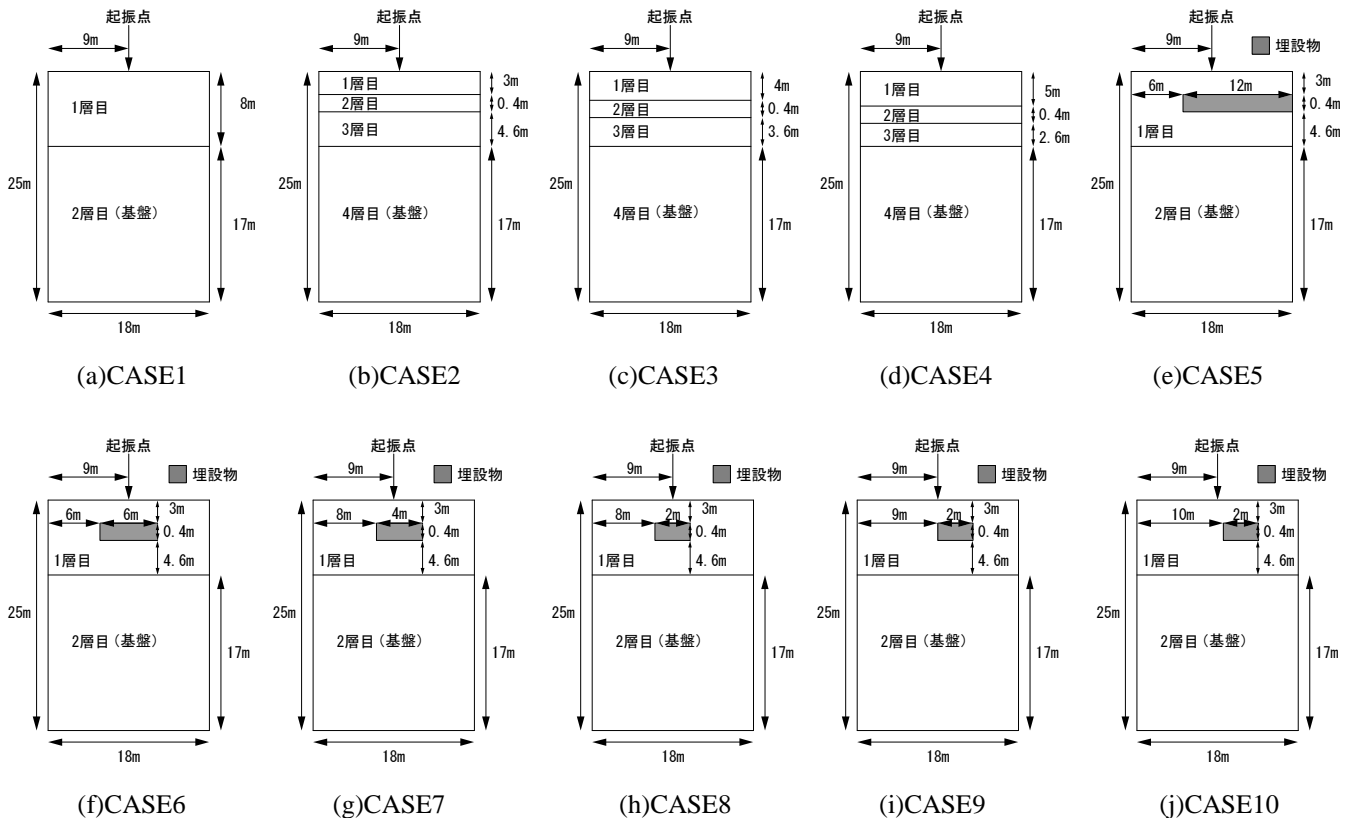 起振点
9m
1層目
8m
25m
2層目(基盤)
17m
18m
(a)CASE1
起振点
9m
1層目
3m
2層目
0.4m
3層目
4.6m
25m
4層目(基盤)
17m
18m
(b)CASE2
起振点
9m
1層目
4m
2層目
0.4m
3層目
3.6m
25m
4層目(基盤)
17m
18m
(c)CASE3
起振点
9m
1層目
5m
2層目
0.4m
3層目
2.6m
25m
4層目(基盤)
17m
18m
(d)CASE4
起振点
9m
埋設物
6m
12m
3m
0.4m
1層目
4.6m
25m
2層目(基盤)
17m
18m
(e)CASE5
起振点
9m
埋設物
6m
6m
3m
0.4m
1層目
4.6m
25m
2層目(基盤)
17m
18m
(f)CASE6
起振点
9m
埋設物
8m
4m
3m
0.4m
1層目
4.6m
25m
2層目(基盤)
17m
18m
(g)CASE7
起振点
9m
埋設物
8m
2m
3m
0.4m
1層目
4.6m
25m
2層目(基盤)
17m
18m
(h)CASE8
起振点
9m
埋設物
9m
2m
3m
0.4m
1層目
4.6m
25m
2層目(基盤)
17m
18m
(i)CASE9
起振点
9m
埋設物
10m
2m
3m
0.4m
1層目
4.6m
25m
2層目(基盤)
17m
18m
(j)CASE10